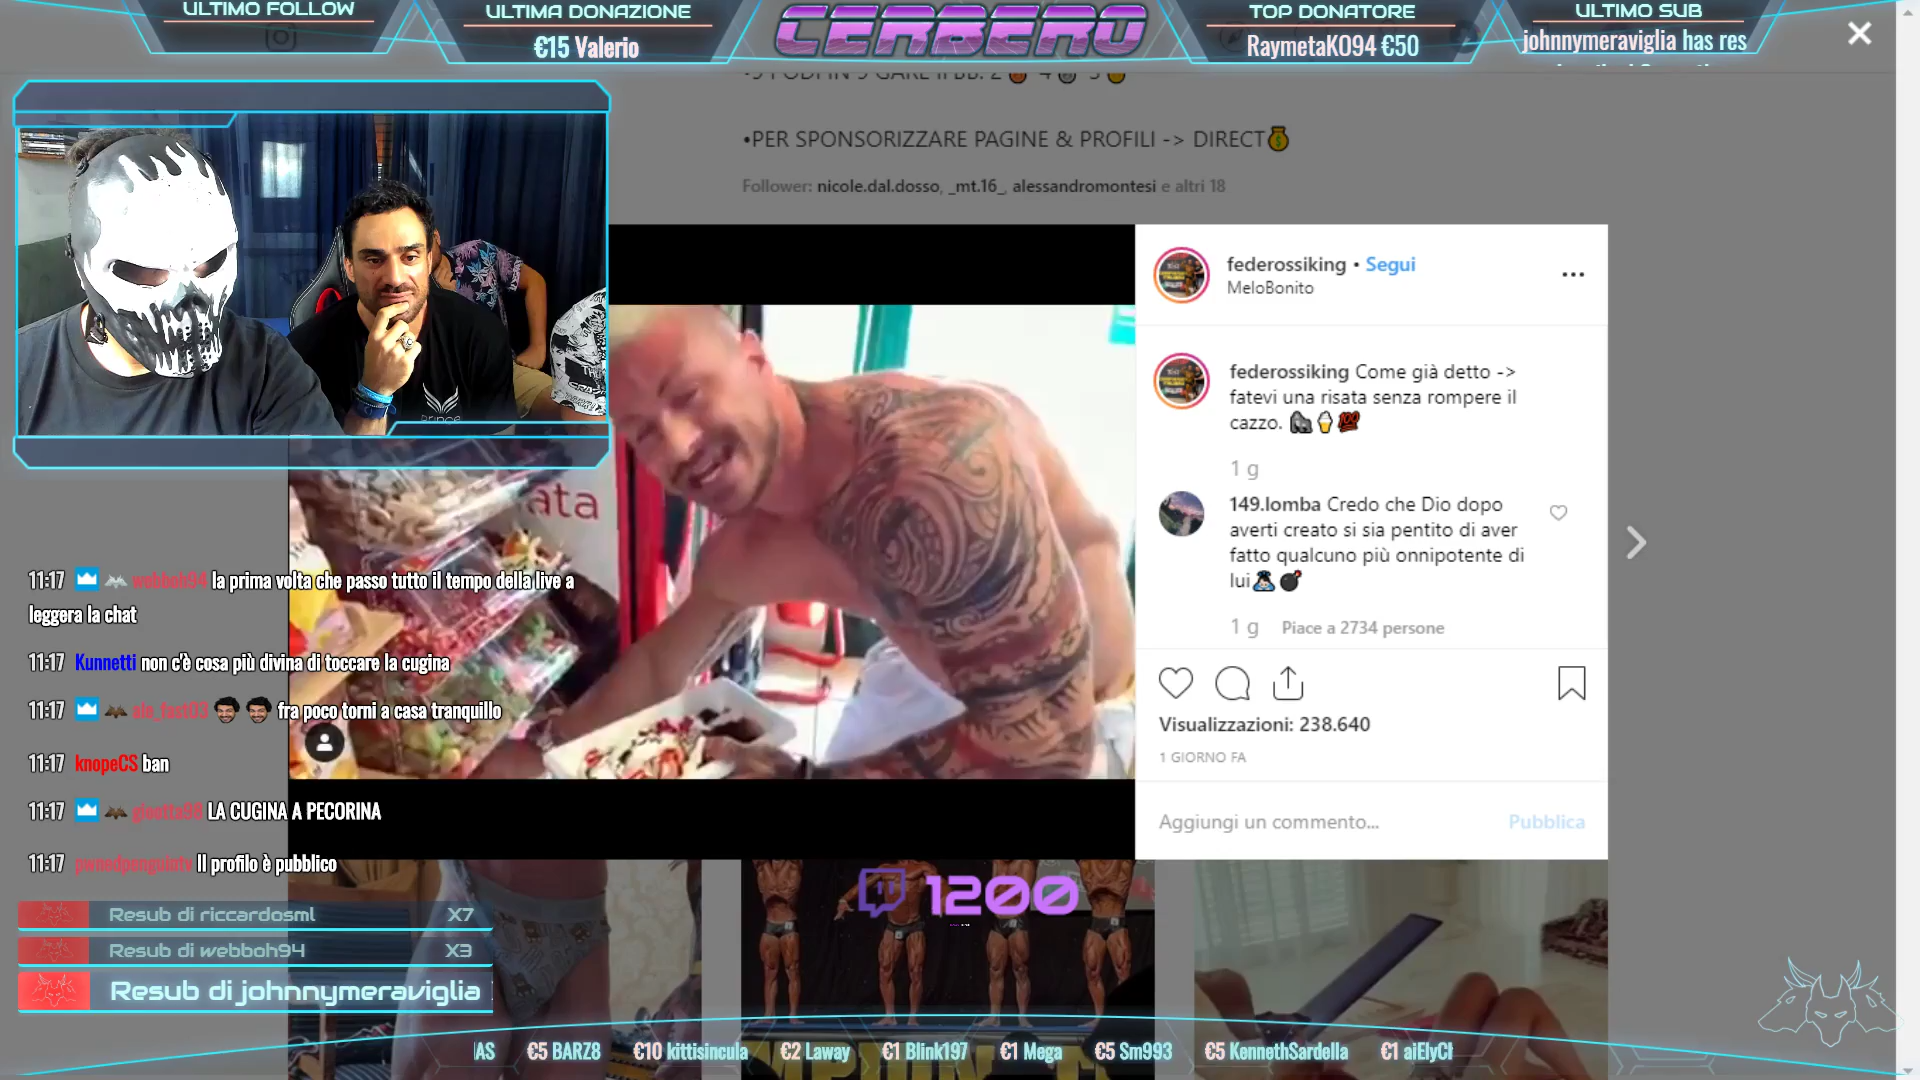 ULTIMO FOLLOW
ULTIMA DONAZIONE
€15 Valerio
CERBERO
TOP DONATORE
RaymetaKO94 €50
ULTIMO SUB
johnnymeraviglia has res
•PER SPONSORIZZARE PAGINE & PROFILI -> DIRECT💰
Follower: nicole.dal.dosso, _mt.16_, alessandromontesi e altri 18
federossiking • Segui
MeloBonito
federossiking Come già detto ->
fatevi una risata senza rompere il
cazzo. 🦍🍦💯
1 g
149.lomba Credo che Dio dopo
averti creato si sia pentito di aver
fatto qualcuno più onnipotente di
lui🙇‍♂️💣
1 g Piace a 2734 persone
Visualizzazioni: 238.640
1 GIORNO FA
Aggiungi un commento... Pubblica
ata
11:17 webboh94 la prima volta che passo tutto il tempo della live a
leggera la chat
11:17 Kunnetti non c'è cosa più divina di toccare la cugina
11:17 fra poco torni a casa tranquillo
11:17 knopeCS ban
11:17 LA CUGINA A PECORINA
11:17 pwnedpenguintv Il profilo è pubblico
Resub di riccardosml X7
Resub di webboh94 X3
Resub di johnnymeraviglia
1200
IAS €5 BARZ8 €10 kittisincula €2 Laway €1 Blink197 €1 Mega €5 Sm993 €5 KennethSardella €1 aiElyCh